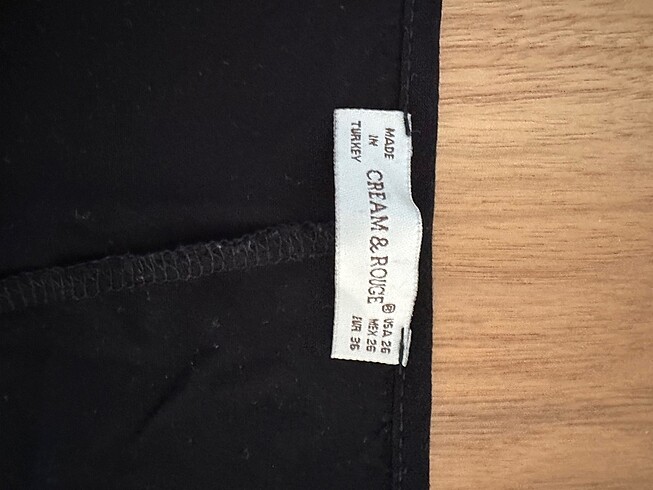 MADE
IN
TURKEY
CREAM & ROUGE®
USA 26
MEX 26
EUR 36